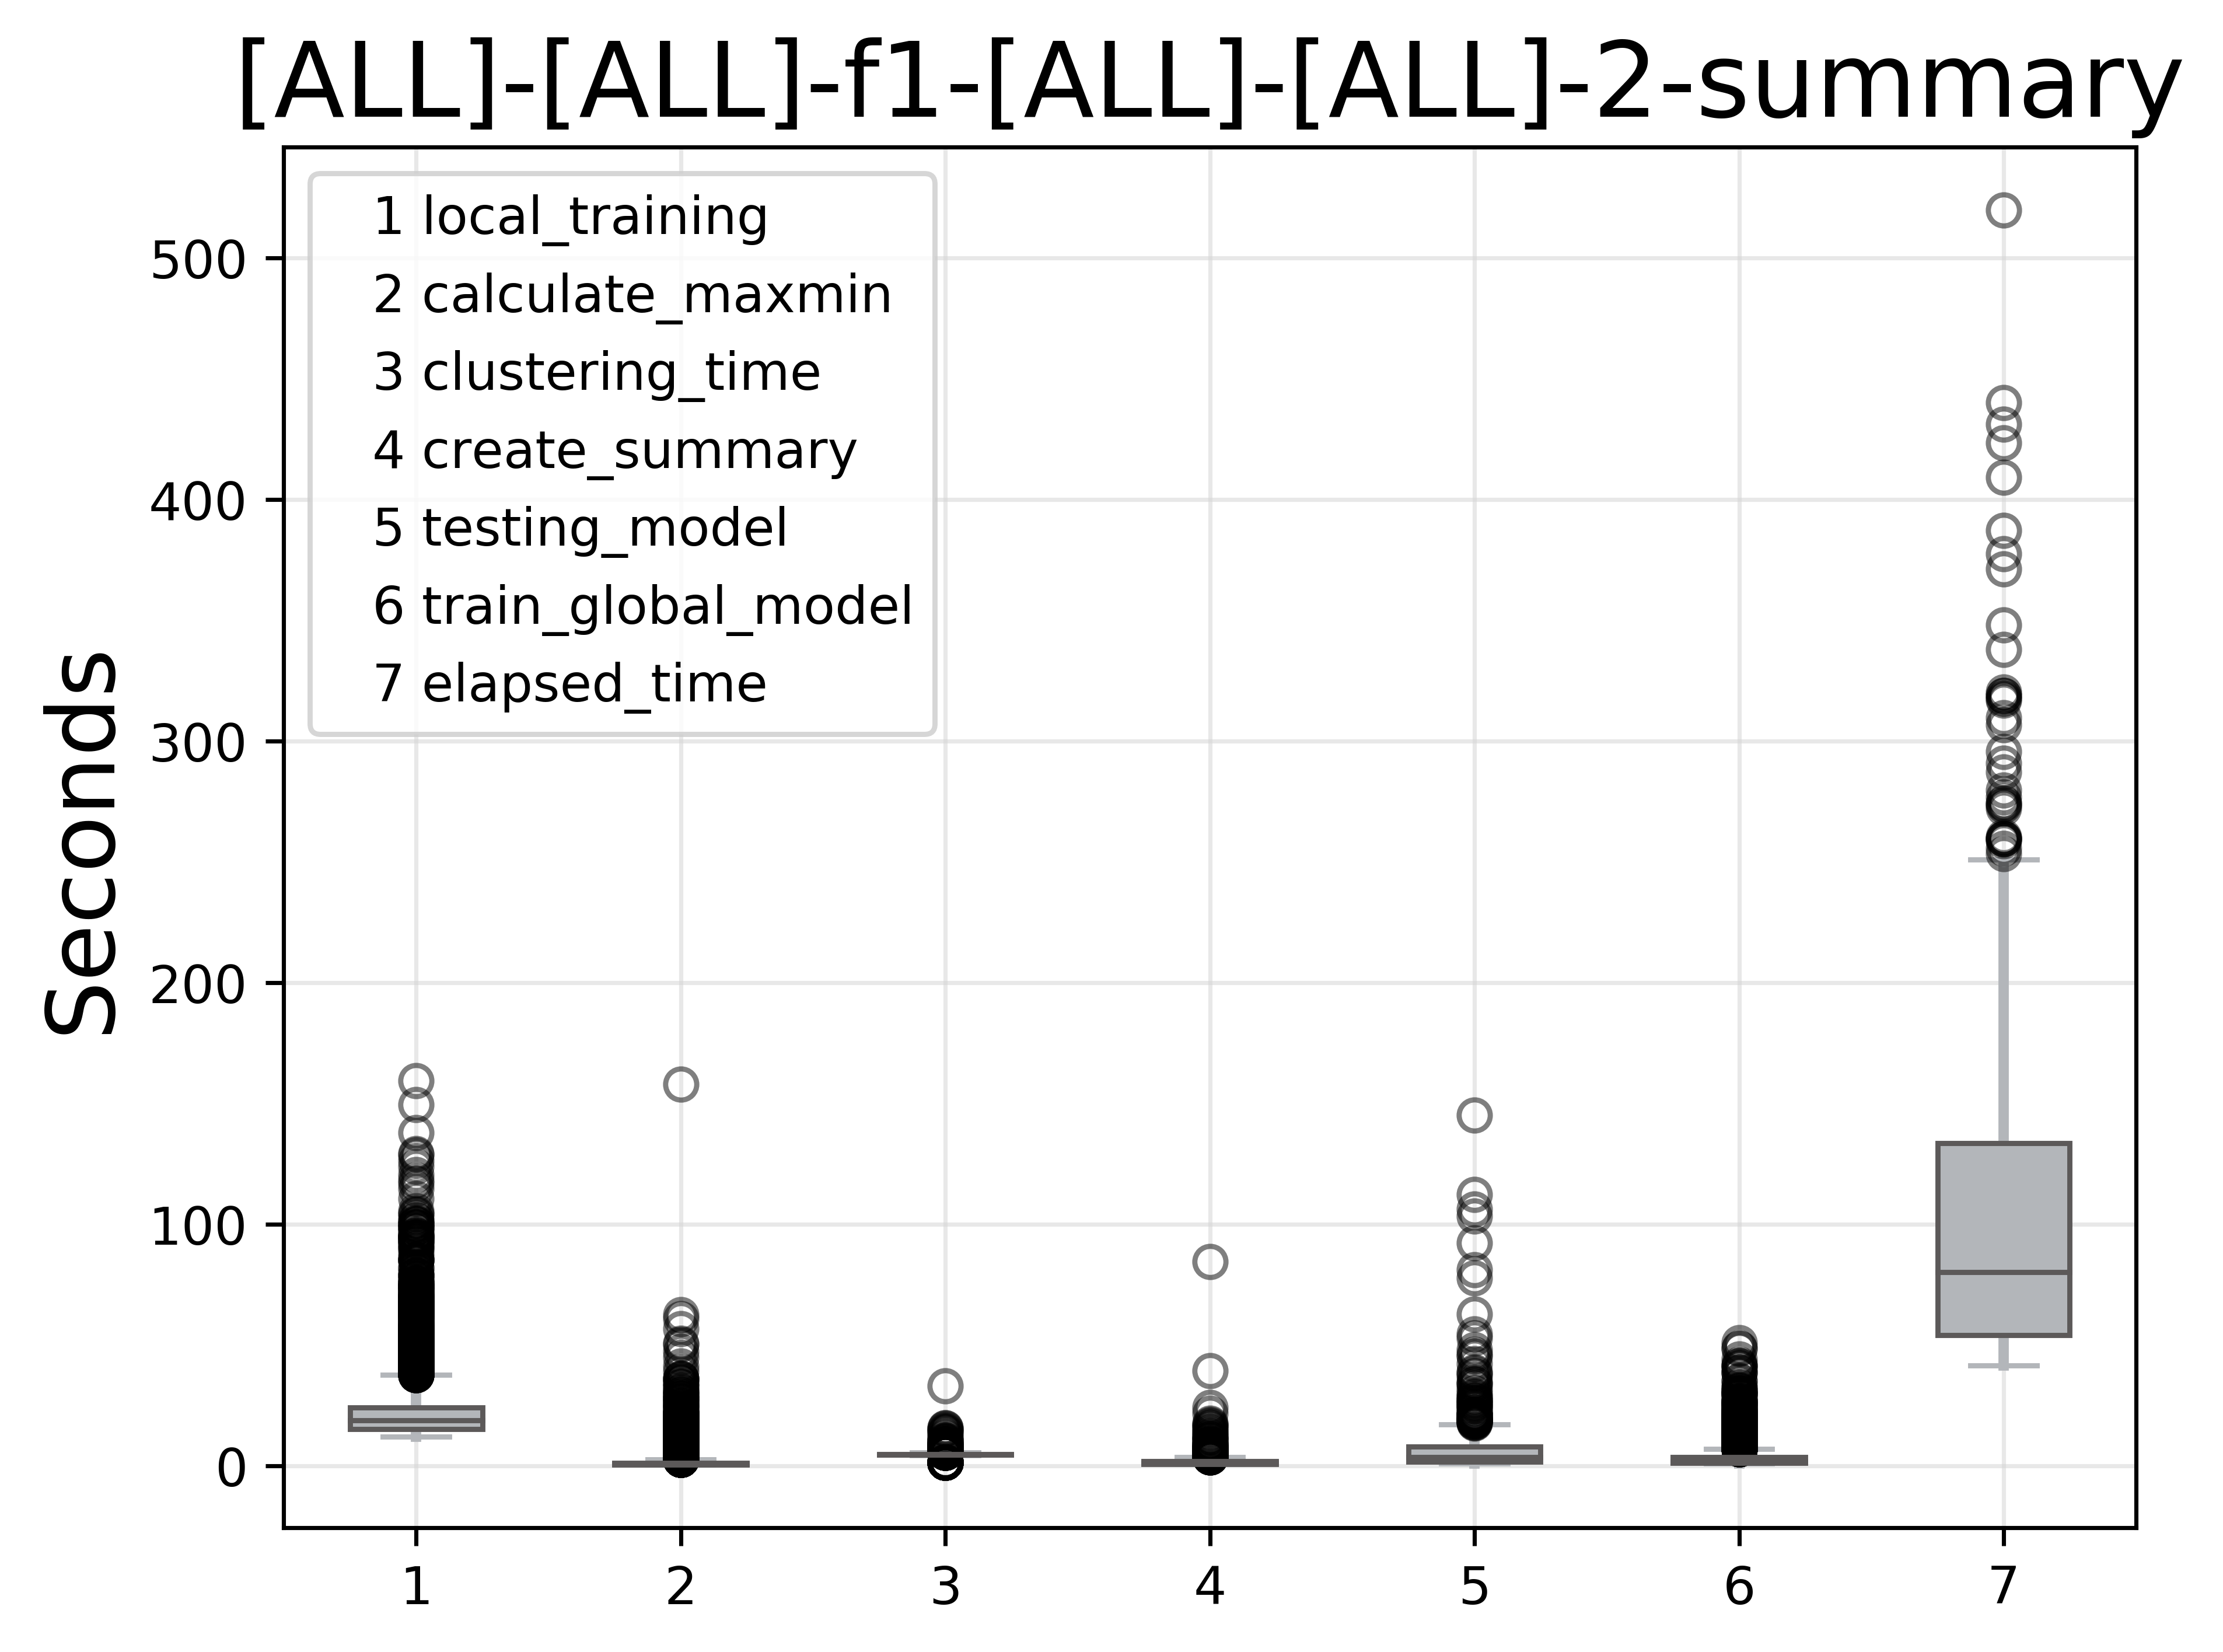 [ALL]-[ALL]-f1-[ALL]-[ALL]-2-summary
1 local_training
2 calculate_maxmin
3 clustering_time
4 create_summary
5 testing_model
6 train_global_model
7 elapsed_time
Seconds
500
400
300
200
100
0
1 2 3 4 5 6 7